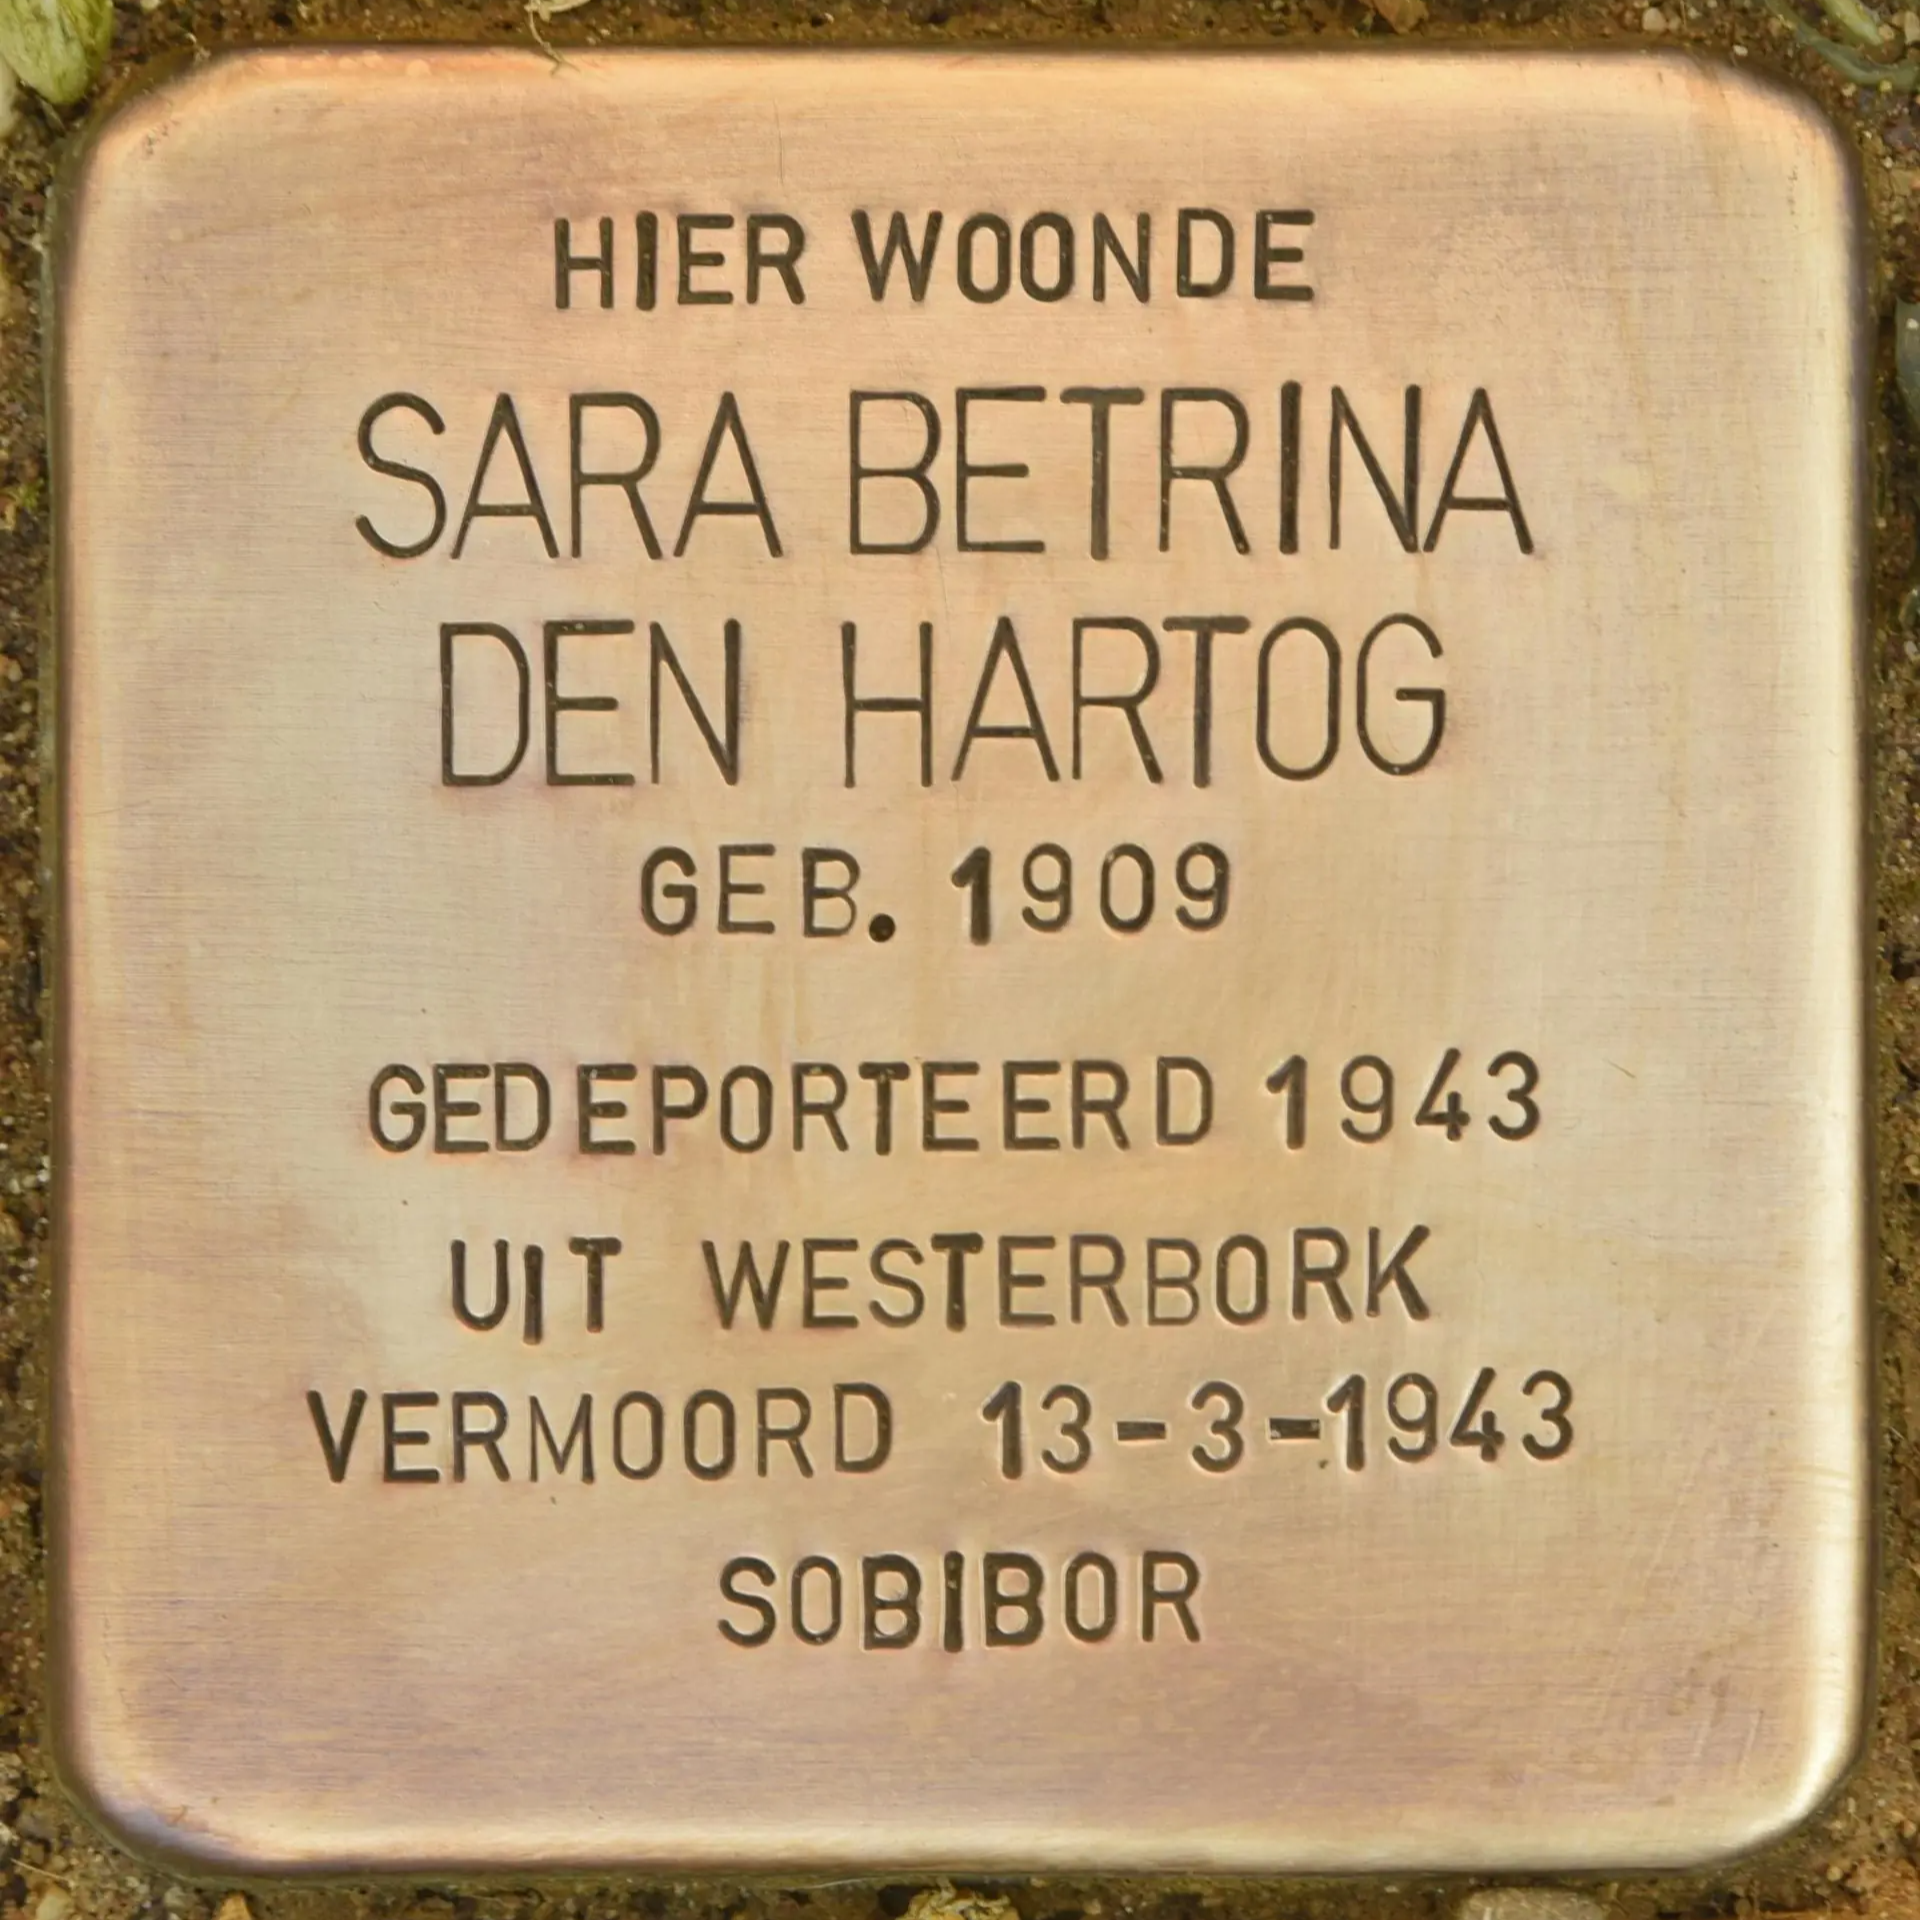 HIER WOONDE
SARA BETRINA
DEN HARTOG
GEB. 1909
GEDEPORTEERD 1943
UIT WESTERBORK
VERMOORD 13-3-1943
SOBIBOR